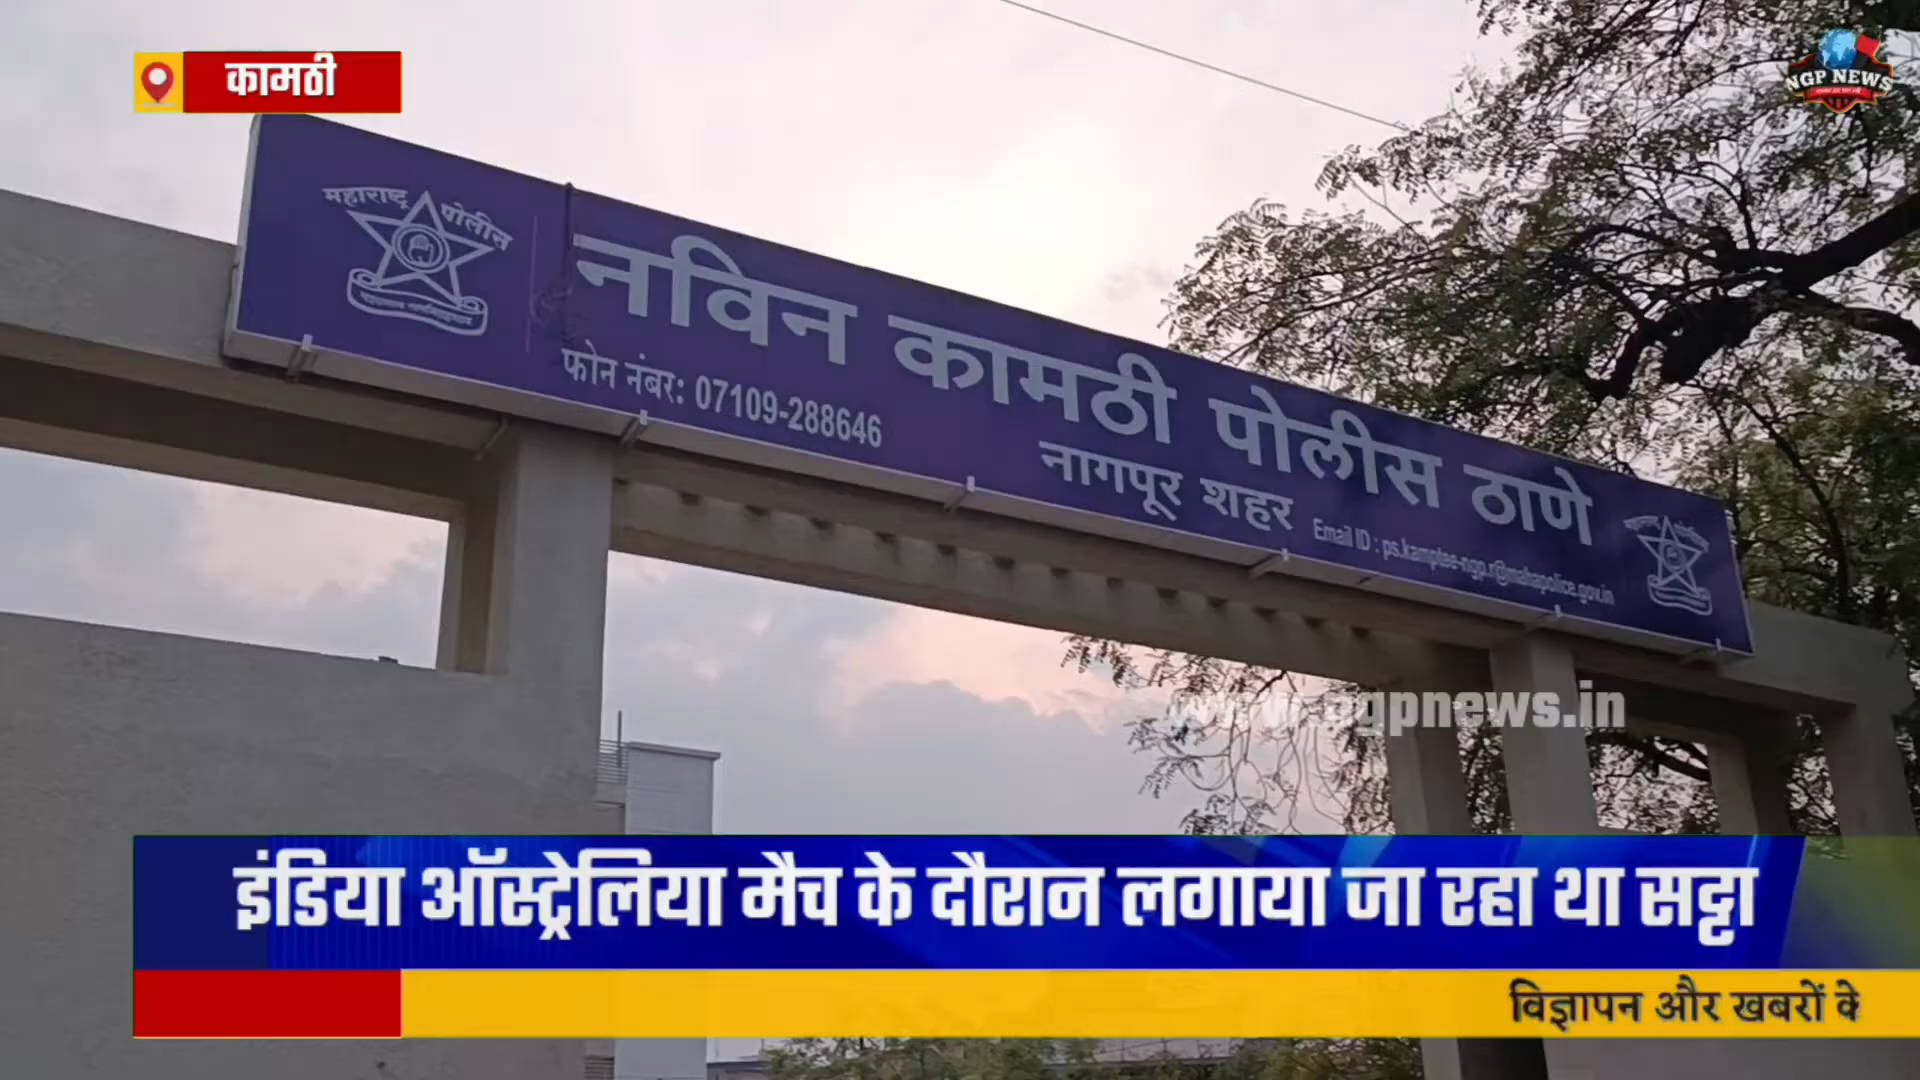 कामठी
NGP NEWS
महाराष्ट्र पोलीस
नविन कामठी पोलीस ठाणे
फोन नंबर: 07109-288646
नागपूर शहर
Email ID : ps.kamptee-ngp.r@mahapolice.gov.in
www.ngpnews.in
इंडिया ऑस्ट्रेलिया मैच के दौरान लगाया जा रहा था सट्टा
विज्ञापन और खबरों के